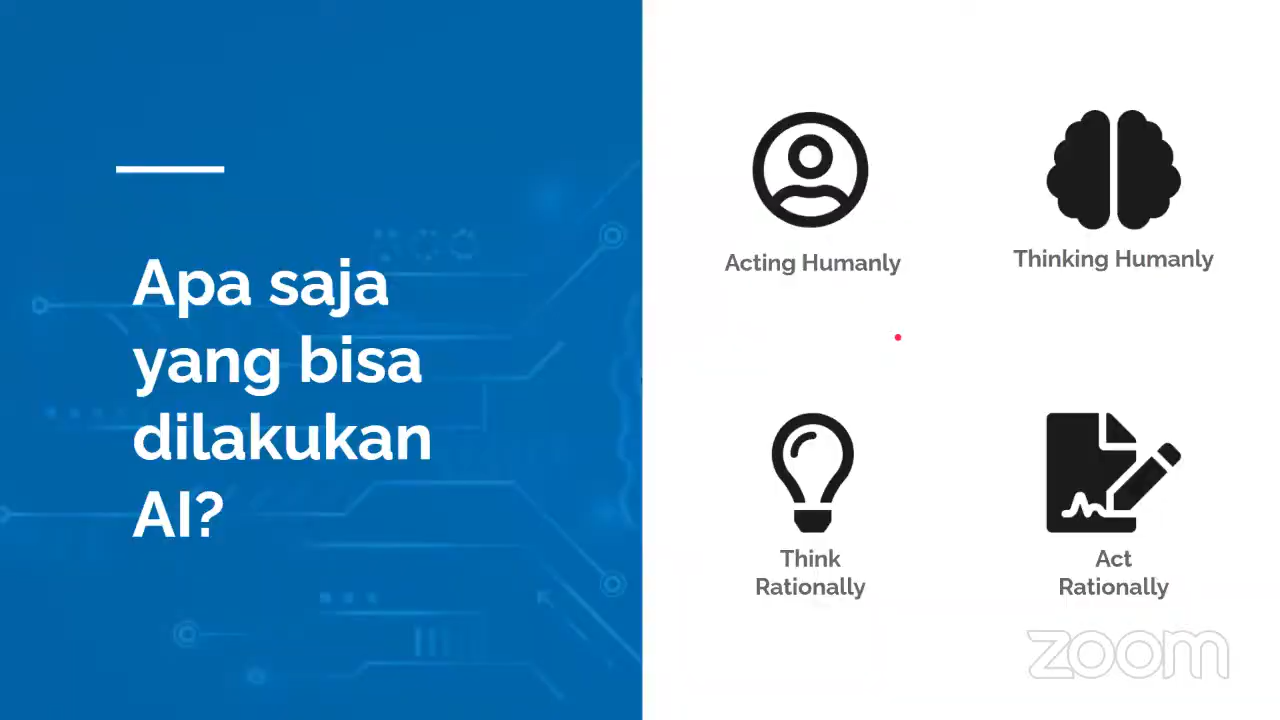 Apa saja
yang bisa
dilakukan
AI?
Acting Humanly
Thinking Humanly
Think
Rationally
Act
Rationally
zoom